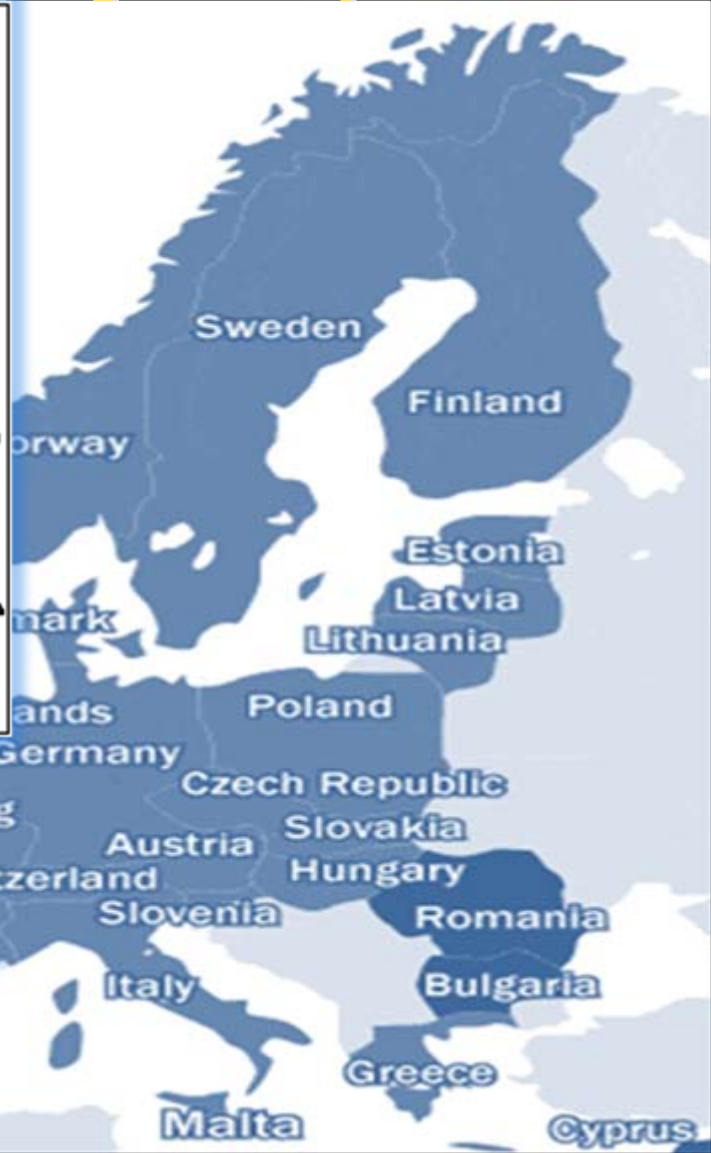 Sweden
Finland
orway
Estonia
Latvia
mark
Lithuania
ands
Poland
Germany
Czech Republic
g
Slovakia
Austria
Hungary
tzerland
Slovenia
Romania
Italy
Bulgaria
Greece
Malta
Cyprus